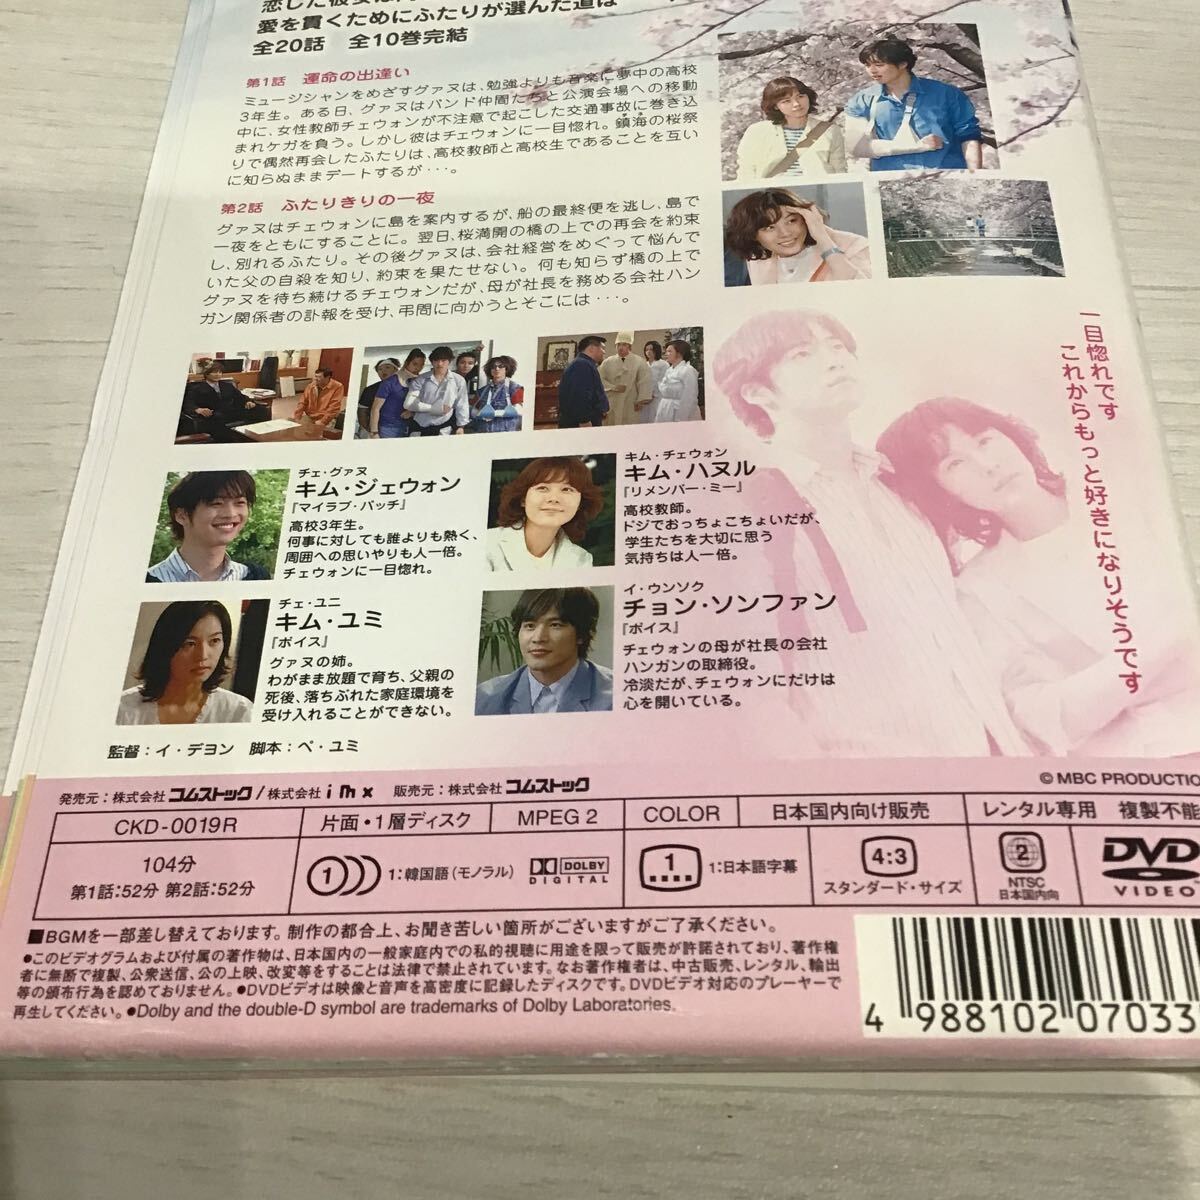 愛を貫くためにふたりが選んだ道は
全20話 全10巻完結
第1話 運命の出逢い
ミュージシャンをめざすグァヌは、勉強よりも音楽に夢中の高校
3年生。ある日、グァヌはバンド仲間たちと公演会場への移動
中に、女性教師チェウォンが不注意で起こした交通事故に巻き込
まれケガを負う。しかし彼はチェウォンに一目惚れ。鎮海の桜祭
りで偶然再会したふたりは、高校教師と高校生であることを互い
に知らぬままデートするが・・・。
第2話 ふたりきりの一夜
グァヌはチェウォンに島を案内するが、船の最終便を逃し、島で
一夜をともにすることに。翌日、桜満開の橋の上での再会を約束
し、別れるふたり。その後グァヌは、会社経営をめぐって悩んで
いた父の自殺を知り、約束を果たせない。何も知らず橋の上で
グァヌを待ち続けるチェウォンだが、母が社長を務める会社ハン
ガン関係者の訃報を受け、弔問に向かうとそこには・・・。
一目惚れです
これからもっと好きになりそうです
チェ・グァヌ
キム・ジェウォン
『マイラブ・パッチ』
高校3年生。
何事に対しても誰よりも熱く、
周囲への思いやりも人一倍。
チェウォンに一目惚れ。
キム・チェウォン
キム・ハヌル
『リメンバー・ミー』
高校教師。
ドジでおっちょこちょいだが、
学生たちを大切に思う
気持ちは人一倍。
チェ・ユニ
キム・ユミ
『ボイス』
グァヌの姉。
わがまま放題で育ち、父親の
死後、落ちぶれた家庭環境を
受け入れることができない。
イ・ウンソク
チョン・ソンファン
『ボイス』
チェウォンの母が社長の会社
ハンガンの取締役。
冷淡だが、チェウォンにだけは
心を開いている。
監督：イ・デヨン 脚本：ペ・ユミ
© MBC PRODUCTIO
発売元：株式会社 コムストック/株式会社 imx 販売元：株式会社 コムストック
CKD-0019R 片面・1層ディスク MPEG 2 COLOR 日本国内向け販売 レンタル専用 複製不能
104分
第1話：52分 第2話：52分
1 1：韓国語(モノラル) DOLBY DIGITAL
1 1：日本語字幕
4:3 スタンダード・サイズ
2 NTSC 日本国内向
DVD VIDEO
■BGMを一部差し替えております。制作の都合上、お聞き苦しい箇所がございますがご了承ください。
●このビデオグラムおよび付属の著作物は、日本国内の一般家庭内での私的視聴に用途を限って販売が許諾されており、著作権
者に無断で複製、公衆送信、公の上映、改変等をすることは法律で禁止されています。なお著作権者は、中古販売、レンタル、輸出
等の頒布行為を認めておりません。●DVDビデオは映像と音声を高密度に記録したディスクです。DVDビデオ対応のプレーヤーで
再生してください。●Dolby and the double-D symbol are trademarks of Dolby Laboratories.
4 988102 07033